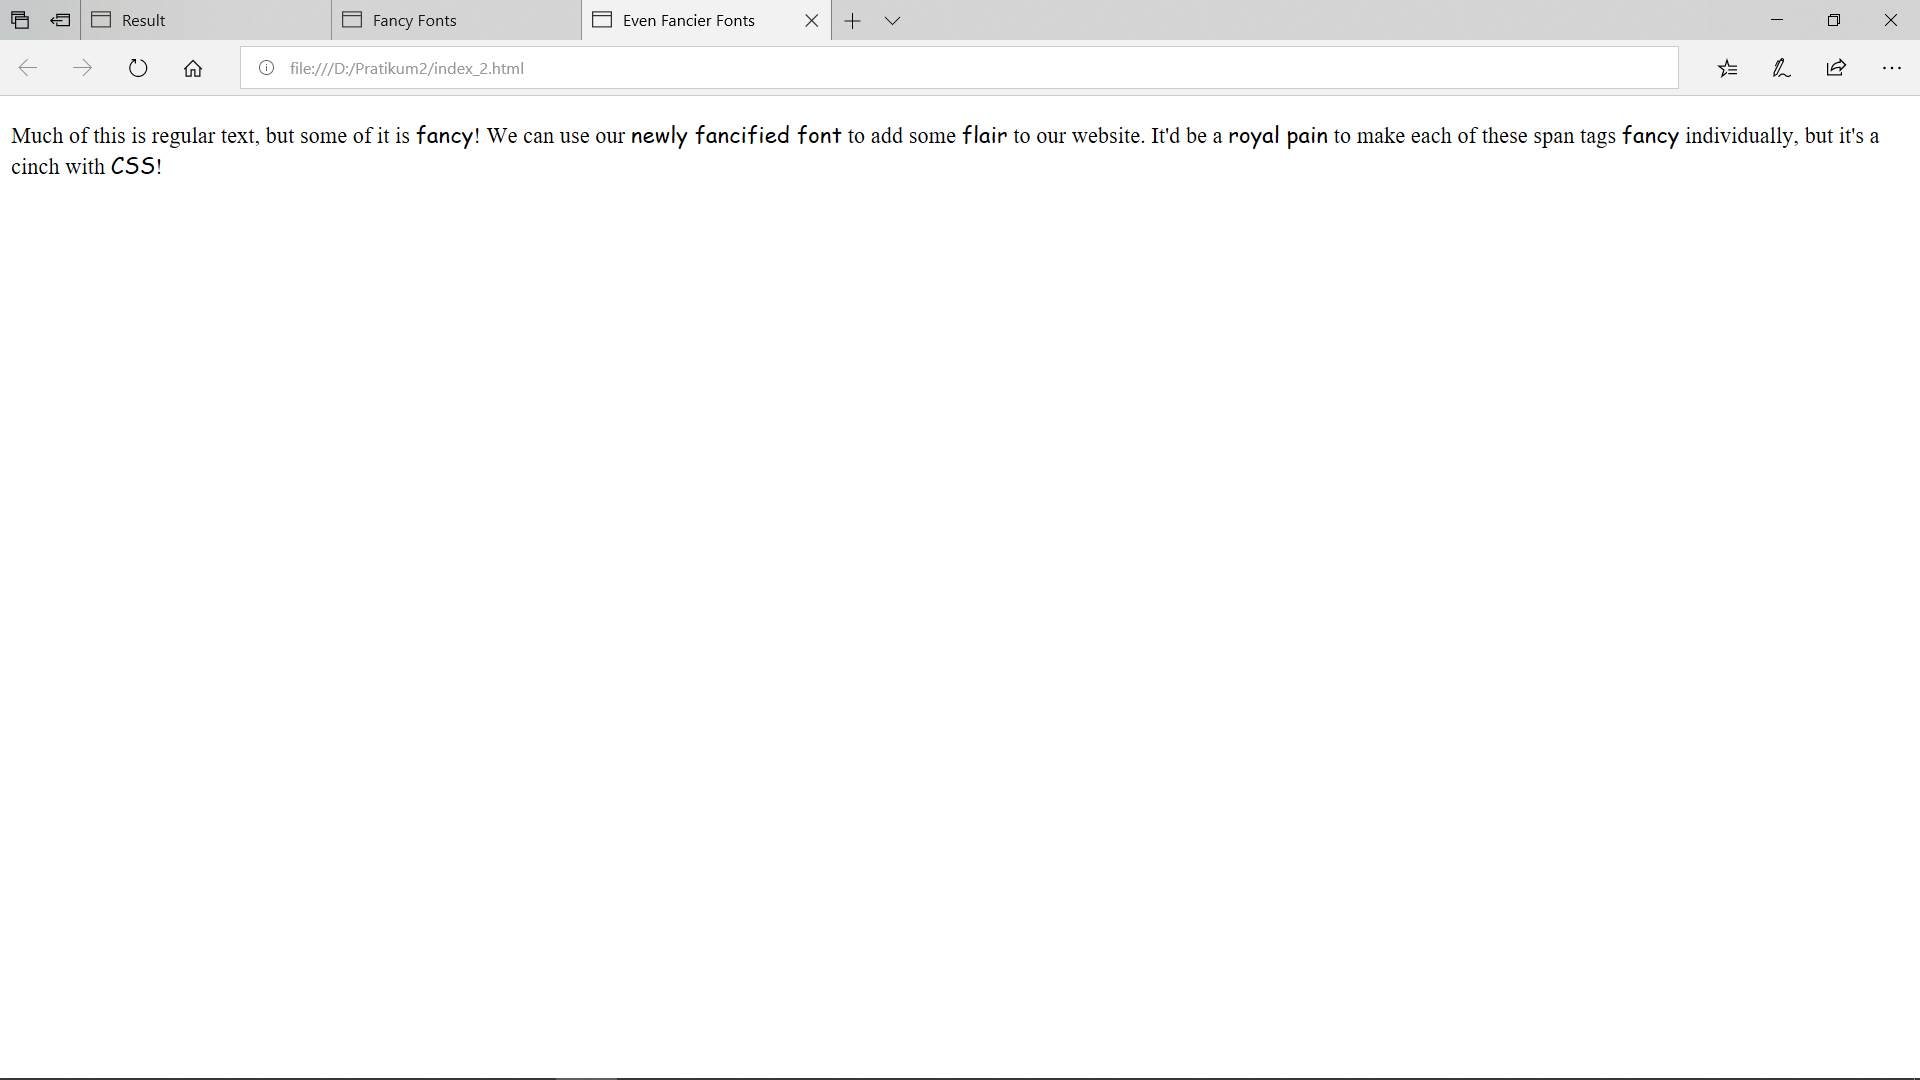 Result
Fancy Fonts
Even Fancier Fonts
file:///D:/Pratikum2/index_2.html
Much of this is regular text, but some of it is fancy! We can use our newly fancified font to add some flair to our website. It'd be a royal pain to make each of these span tags fancy individually, but it's a
cinch with CSS!